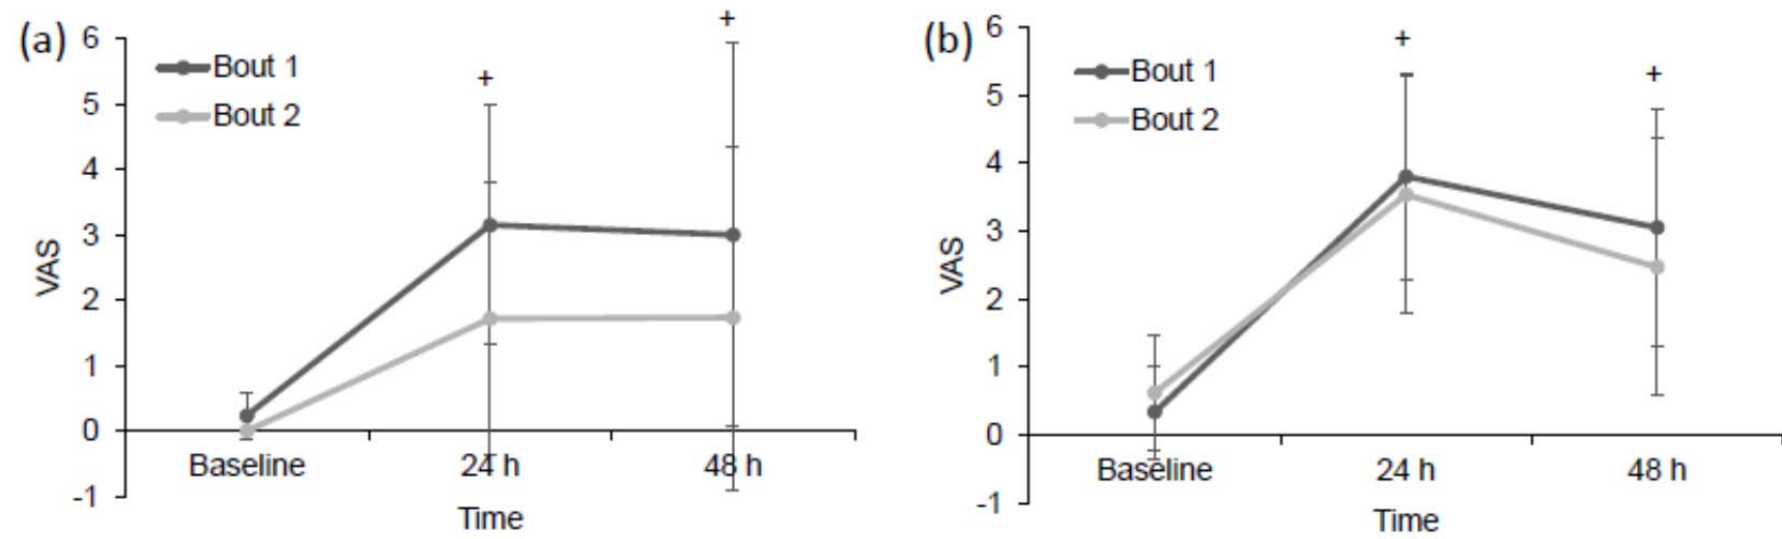 (a)
+
+
6
5
4
3
2
1
0
-1
VAS
Bout 1
Bout 2
Baseline
24 h
48 h
Time
(b)
+
+
6
5
4
3
2
1
0
-1
VAS
Bout 1
Bout 2
Baseline
24 h
48 h
Time